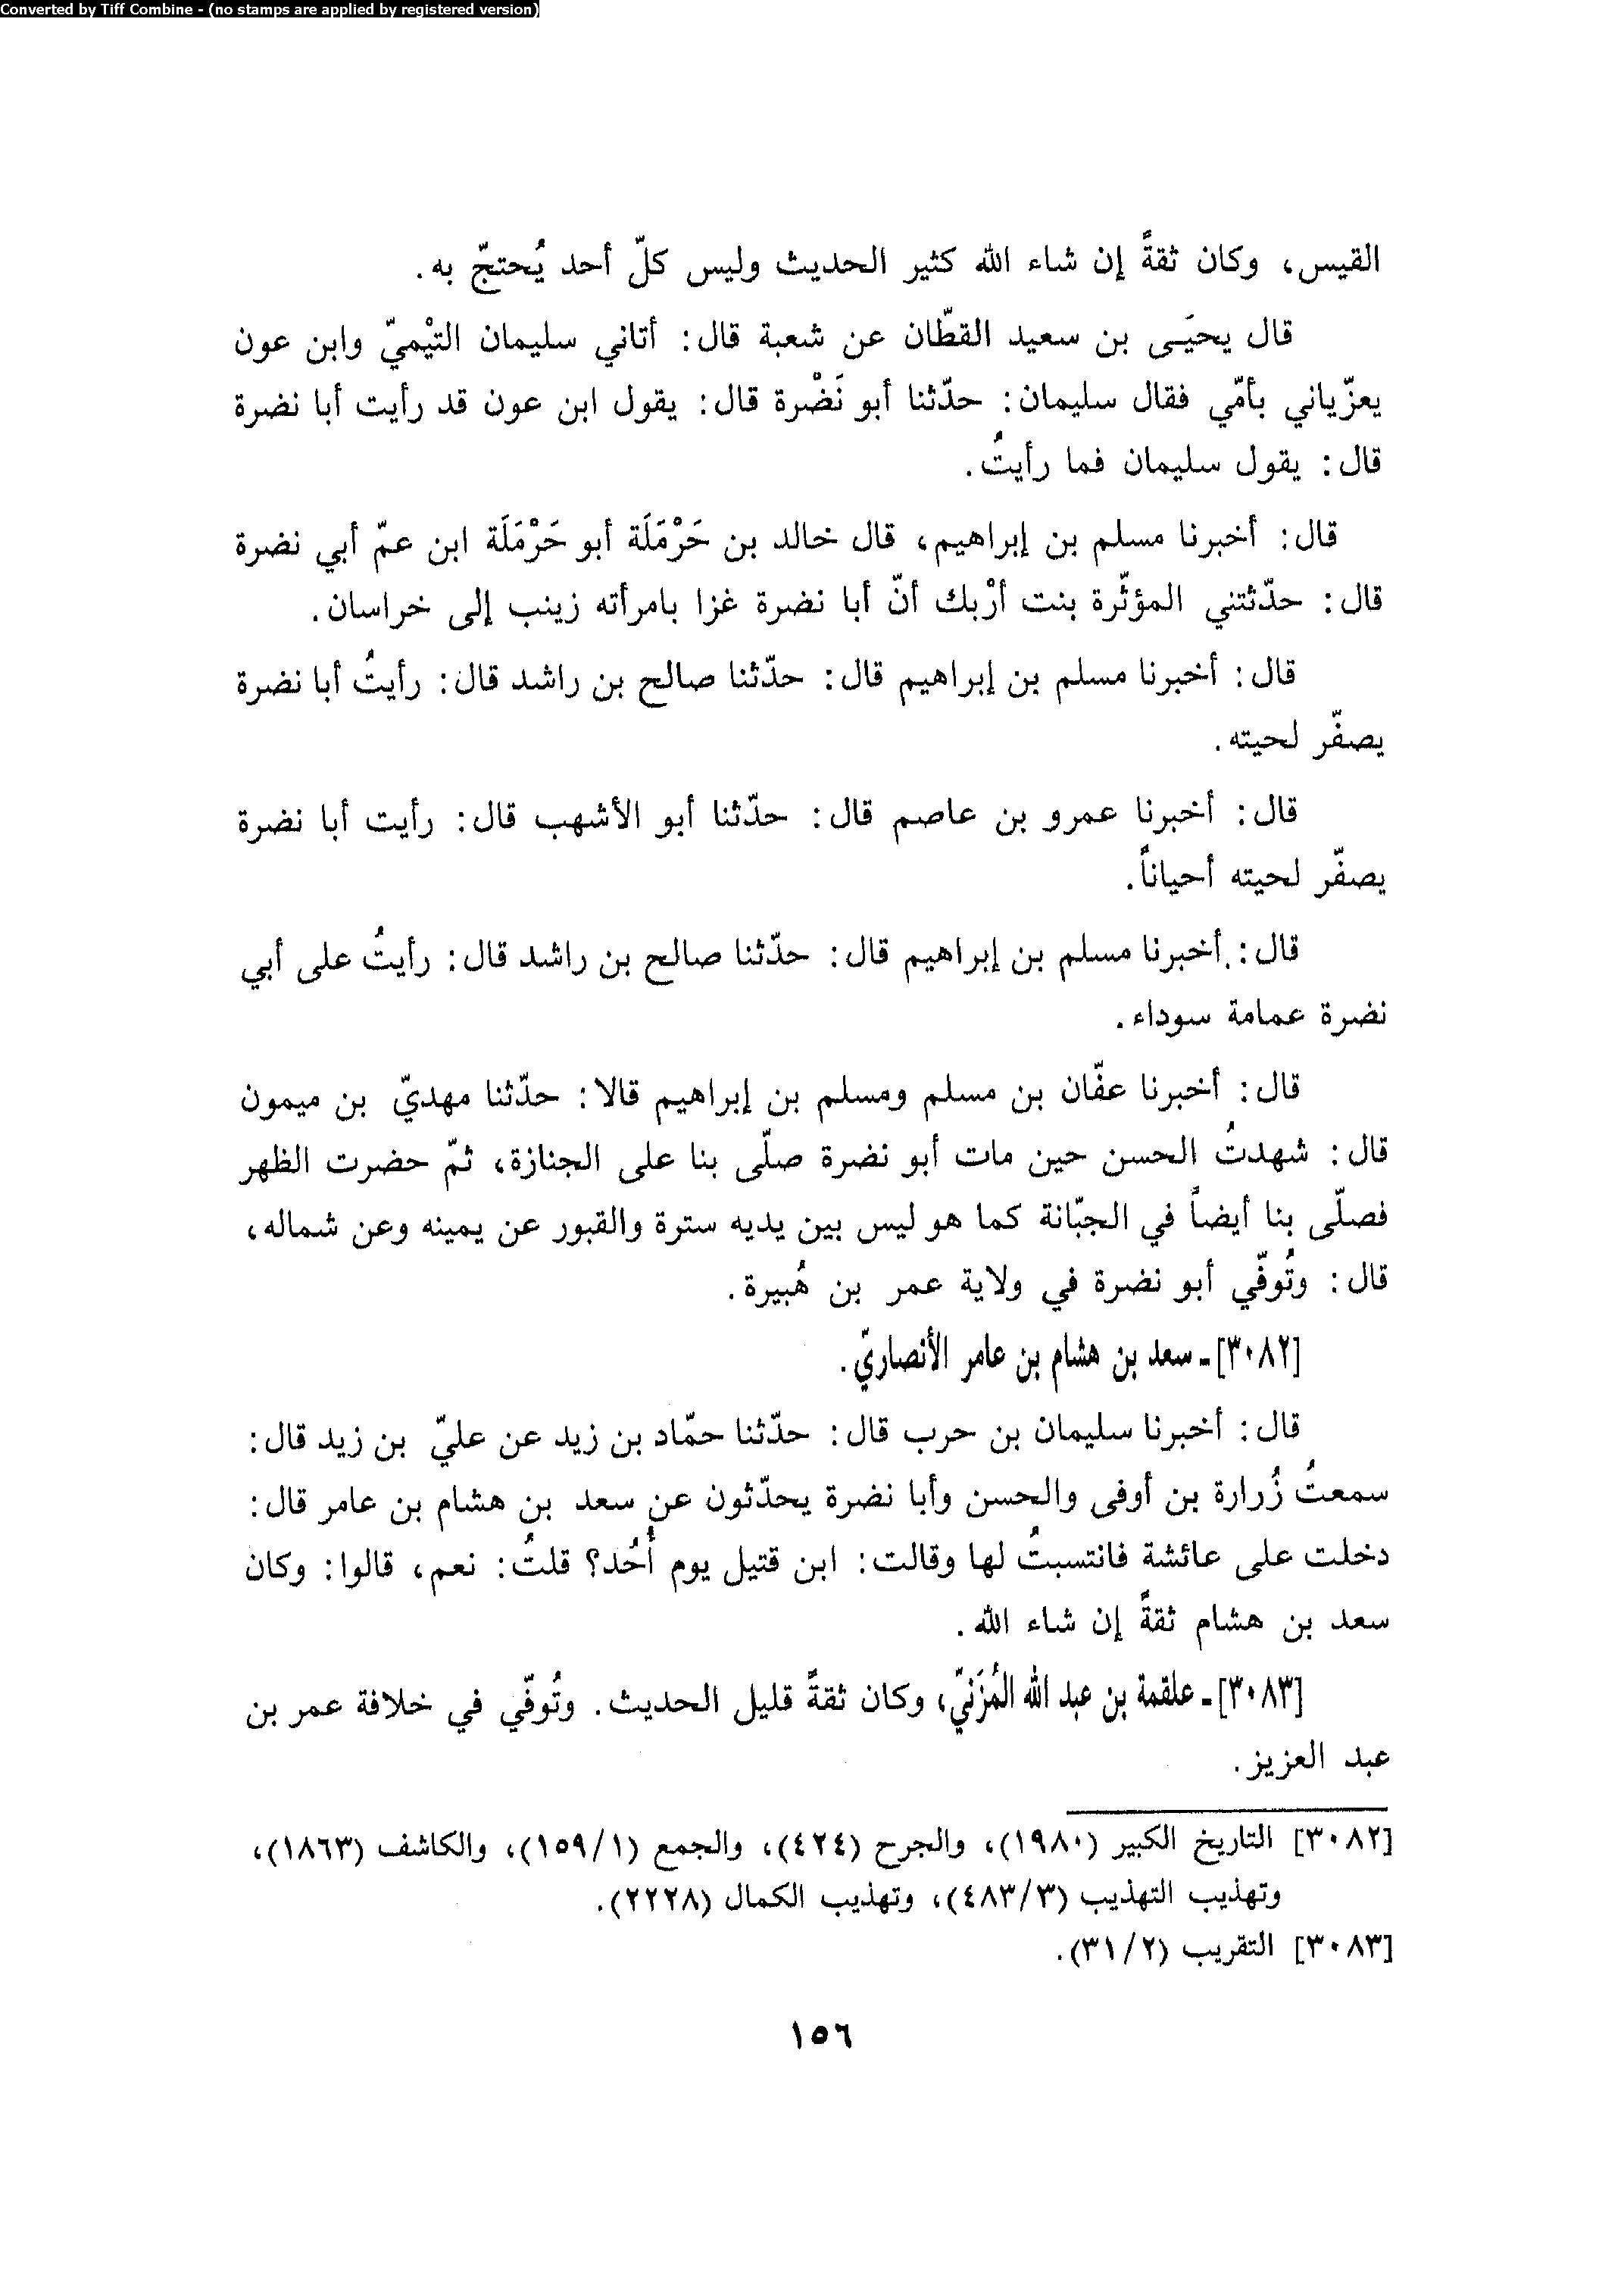 Converted by Tiff Combine - (no stamps are applied by registered version)
القيس، وكان ثقةً إن شاء الله كثير الحديث وليس كلّ أحد يُحتجّ به.
قال يحيَى بن سعيد القطّان عن شعبة قال: أتاني سليمان التيْميّ وابن عون
يعزّياني بأمّي فقال سليمان: حدّثنا أبو نَضْرة قال: يقول ابن عون قد رأيت أبا نضرة
قال: يقول سليمان فما رأيتُ.
قال: أخبرنا مسلم بن إبراهيم، قال خالد بن حَرْمَلَة أبو حَرْمَلَة ابن عمّ أبي نضرة
قال: حدّثتني المؤثّرة بنت أرْبك أنّ أبا نضرة غزا بامرأته زينب إلى خراسان.
قال: أخبرنا مسلم بن إبراهيم قال: حدّثنا صالح بن راشد قال: رأيتُ أبا نضرة
يصفّر لحيته.
قال: أخبرنا عمرو بن عاصم قال: حدّثنا أبو الأشهب قال: رأيت أبا نضرة
يصفّر لحيته أحياناً.
قال: أخبرنا مسلم بن إبراهيم قال: حدّثنا صالح بن راشد قال: رأيتُ على أبي
نضرة عمامة سوداء.
قال: أخبرنا عفّان بن مسلم ومسلم بن إبراهيم قالا: حدّثنا مهديّ بن ميمون
قال: شهدتُ الحسن حين مات أبو نضرة صلّى بنا على الجنازة، ثمّ حضرت الظهر
فصلّى بنا أيضاً في الجبّانة كما هو ليس بين يديه سترة والقبور عن يمينه وعن شماله،
قال: وتُوفّي أبو نضرة في ولاية عمر بن هُبيرة.
[٣٠٨٢] - سعد بن هشام بن عامر الأنصاريّ.
قال: أخبرنا سليمان بن حرب قال: حدّثنا حمّاد بن زيد عن عليّ بن زيد قال:
سمعتُ زُرارة بن أوفى والحسن وأبا نضرة يحدّثون عن سعد بن هشام بن عامر قال:
دخلت على عائشة فانتسبتُ لها وقالت: ابن قتيل يوم أُحُد؟ قلتُ: نعم، قالوا: وكان
سعد بن هشام ثقةً إن شاء الله.
[٣٠٨٣] - علقمة بن عبد الله المُزَنيّ، وكان ثقةً قليل الحديث. وتُوفّي في خلافة عمر بن
عبد العزيز.
[٣٠٨٢] التاريخ الكبير (١٩٨٠)، والجرح (٤٢٤)، والجمع (١/ ١٥٩)، والكاشف (١٨٦٣)،
وتهذيب التهذيب (٣/ ٤٨٣)، وتهذيب الكمال (٢٢٢٨).
[٣٠٨٣] التقريب (٢/ ٣١).
١٥٦